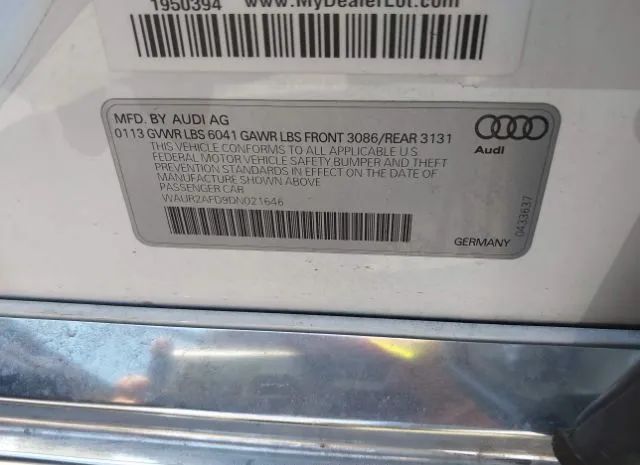 1950394
www.MyDealerLot.com
MFD. BY AUDI AG
0113 GVWR LBS 6041 GAWR LBS FRONT 3086/REAR 3131
THIS VEHICLE CONFORMS TO ALL APPLICABLE U.S
FEDERAL MOTOR VEHICLE SAFETY, BUMPER AND THEFT
PREVENTION STANDARDS IN EFFECT ON THE DATE OF
MANUFACTURE SHOWN ABOVE
PASSENGER CAR
WAUR2AFD9DN021646
Audi
0433637
GERMANY